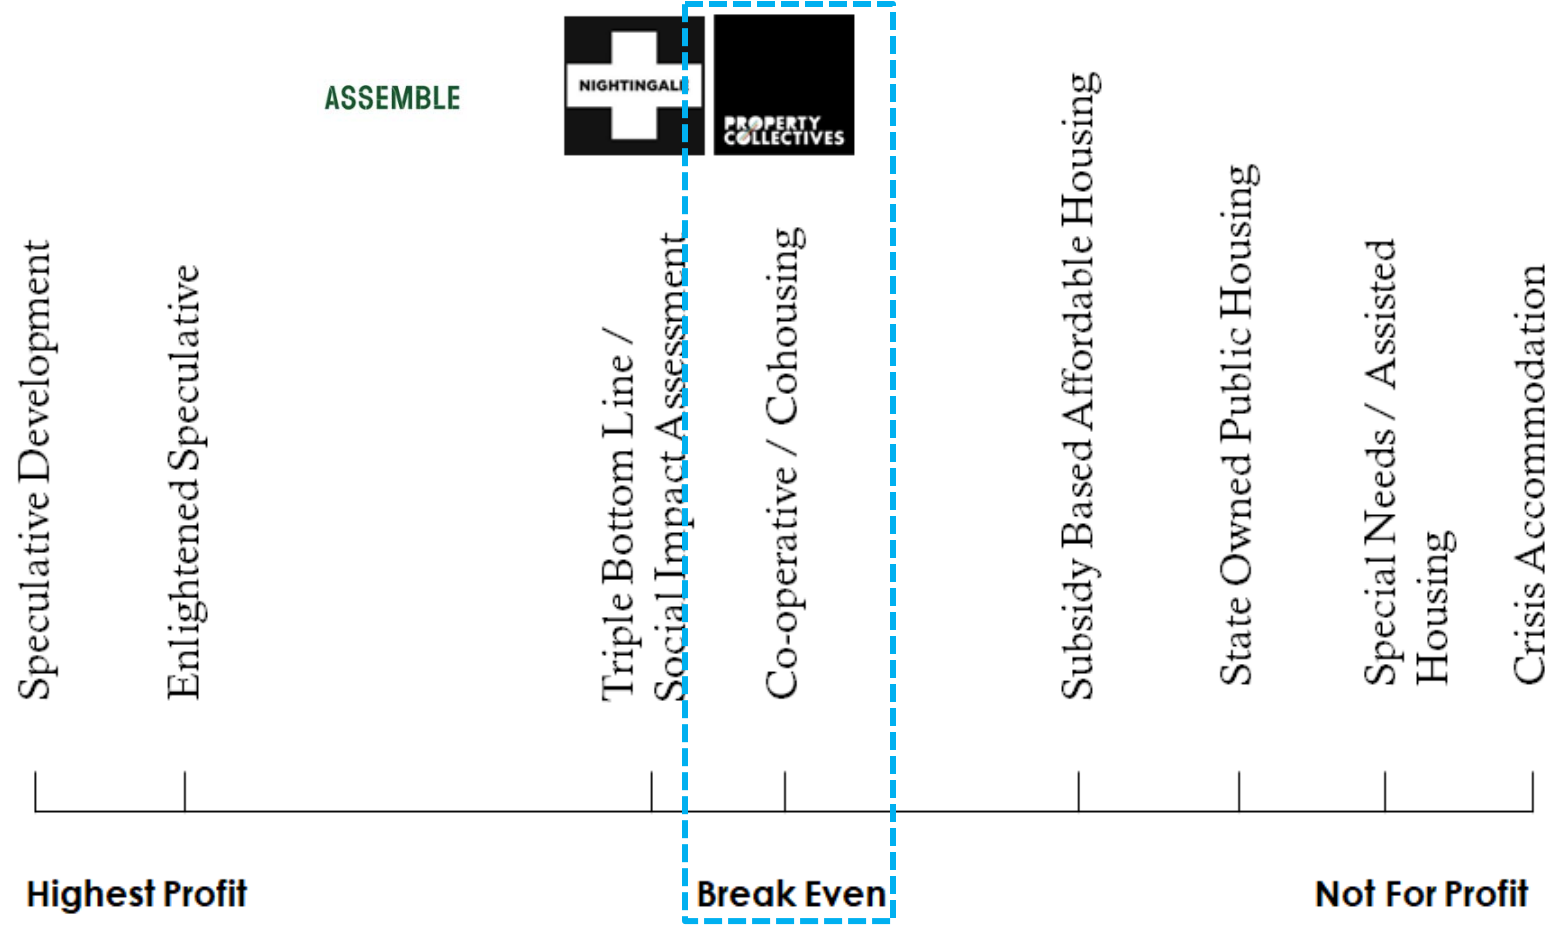 ASSEMBLE
NIGHTINGALE
PROPERTY
COLLECTIVES
Speculative Development
Enlightened Speculative
Triple Bottom Line /
Social Impact Assessment
Co-operative / Cohousing
Subsidy Based Affordable Housing
State Owned Public Housing
Special Needs / Assisted
Housing
Crisis Accommodation
Highest Profit
Break Even
Not For Profit